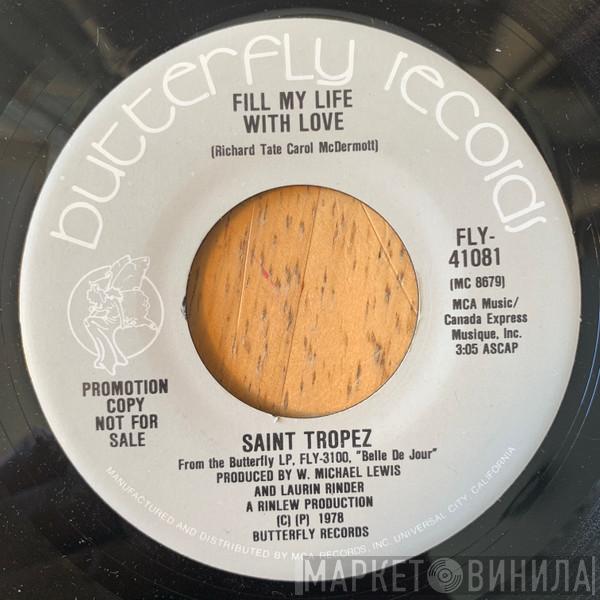 butterfly records
FILL MY LIFE
WITH LOVE
(Richard Tate Carol McDermott)
FLY-
41081
(MC 8679)
MCA Music/
Canada Express
Musique, Inc.
3:05 ASCAP
PROMOTION
COPY
NOT FOR
SALE
SAINT TROPEZ
From the Butterfly LP, FLY-3100, "Belle De Jour"
PRODUCED BY W. MICHAEL LEWIS
AND LAURIN RINDER
A RINLEW PRODUCTION
(C) (P) 1978
BUTTERFLY RECORDS
MANUFACTURED AND DISTRIBUTED BY MCA RECORDS, INC. UNIVERSAL CITY, CALIFORNIA
МАРКЕТ ВИНИЛА